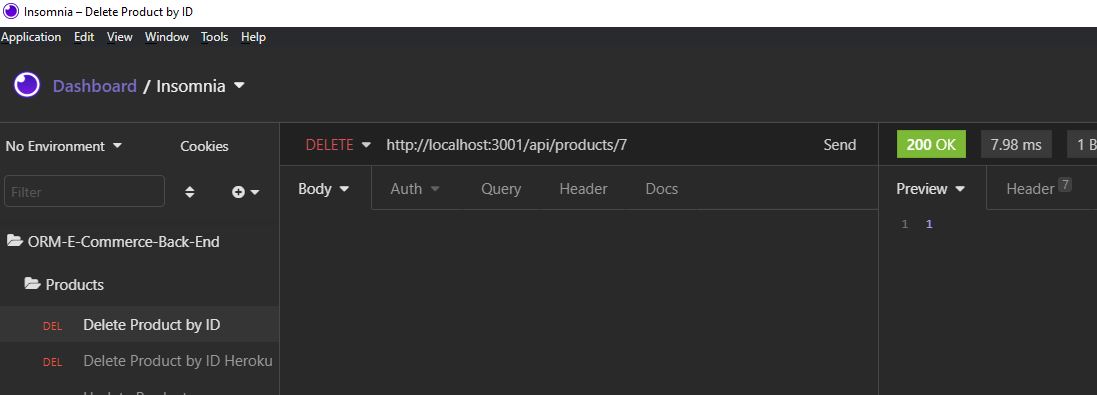 Insomnia – Delete Product by ID
Application Edit View Window Tools Help
Dashboard / Insomnia
No Environment Cookies
DELETE http://localhost:3001/api/products/7 Send
200 OK 7.98 ms 1 B
Filter
Body Auth Query Header Docs
Preview Header 7
1 1
ORM-E-Commerce-Back-End
Products
DEL Delete Product by ID
DEL Delete Product by ID Heroku